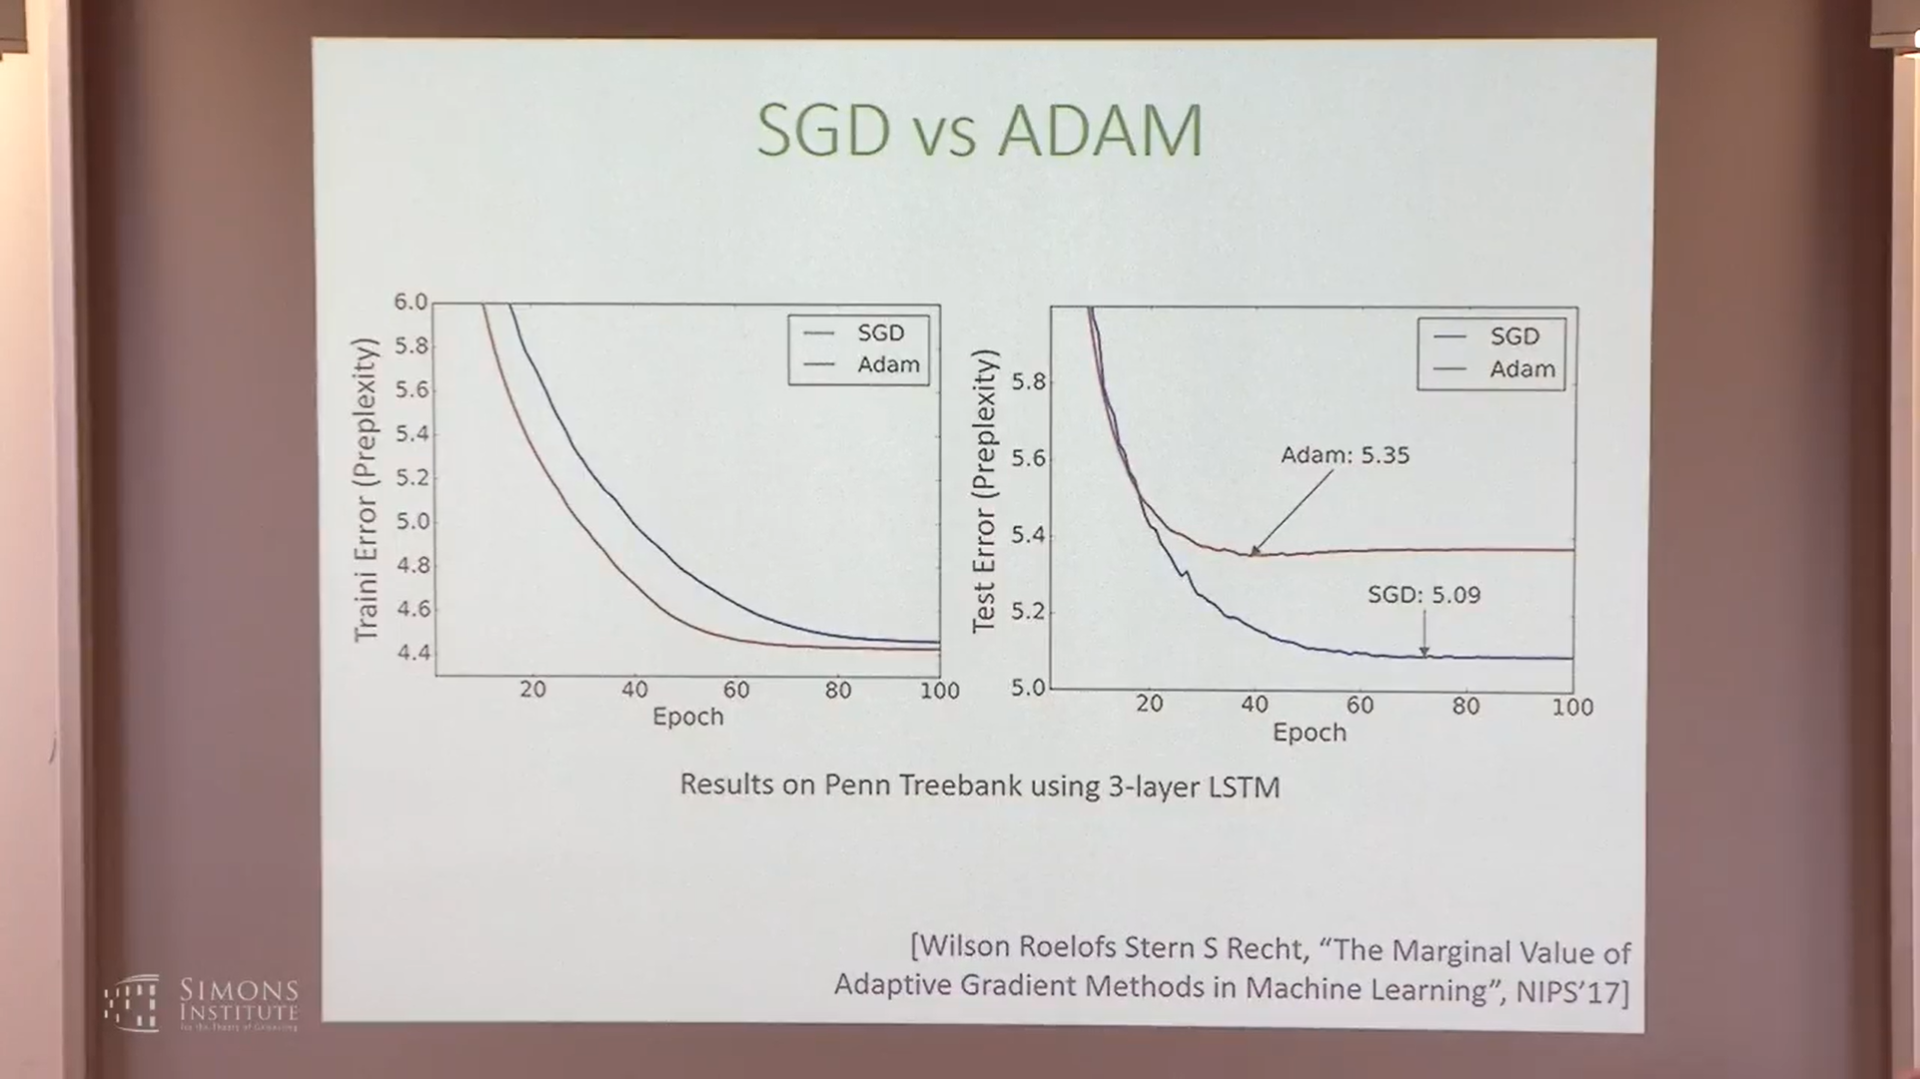 SGD vs ADAM
6.0
5.8
5.6
5.4
5.2
5.0
4.8
4.6
4.4
Traini Error (Preplexity)
SGD
Adam
20 40 60 80 100
Epoch
5.8
5.6
5.4
5.2
5.0
Test Error (Preplexity)
SGD
Adam
Adam: 5.35
SGD: 5.09
20 40 60 80 100
Epoch
Results on Penn Treebank using 3-layer LSTM
[Wilson Roelofs Stern S Recht, “The Marginal Value of
Adaptive Gradient Methods in Machine Learning”, NIPS’17]
SIMONS
INSTITUTE
for the Theory of Computing